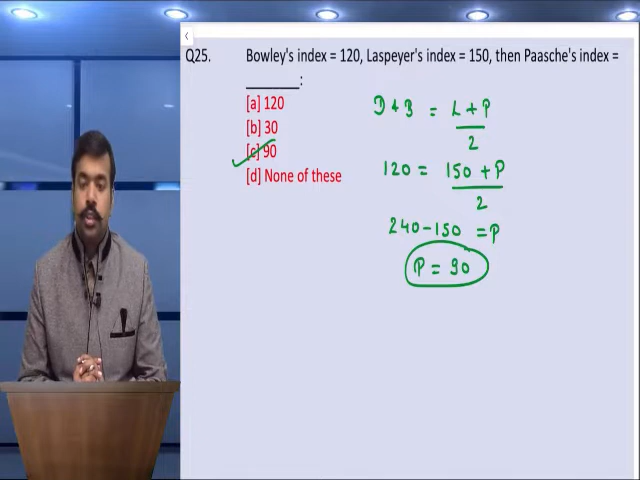 Q25. Bowley's index = 120, Laspeyer's index = 150, then Paasche's index =
_______:
[a] 120
[b] 30
[c] 90
[d] None of these
D + B = L + P
2
120 = 150 + P
2
240 - 150 = P
P = 90